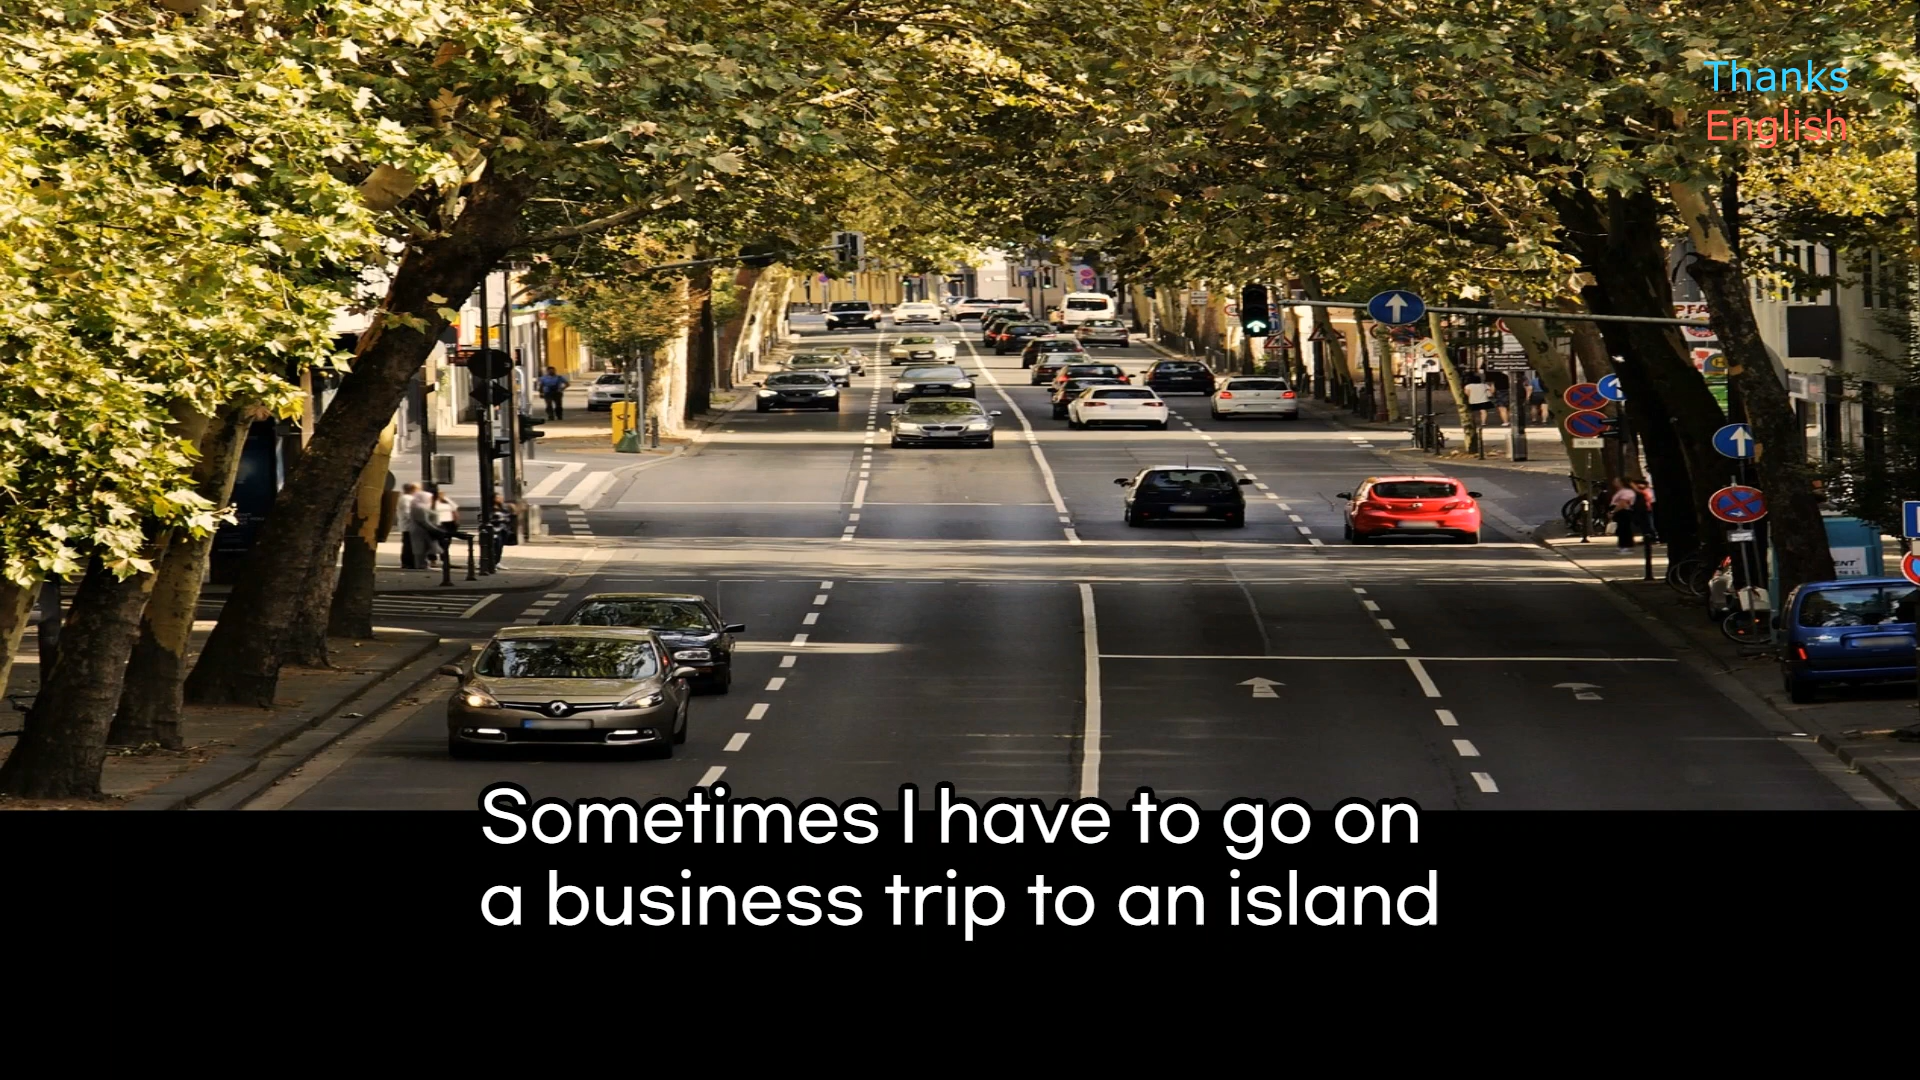 Thanks
English
Sometimes I have to go on
a business trip to an island